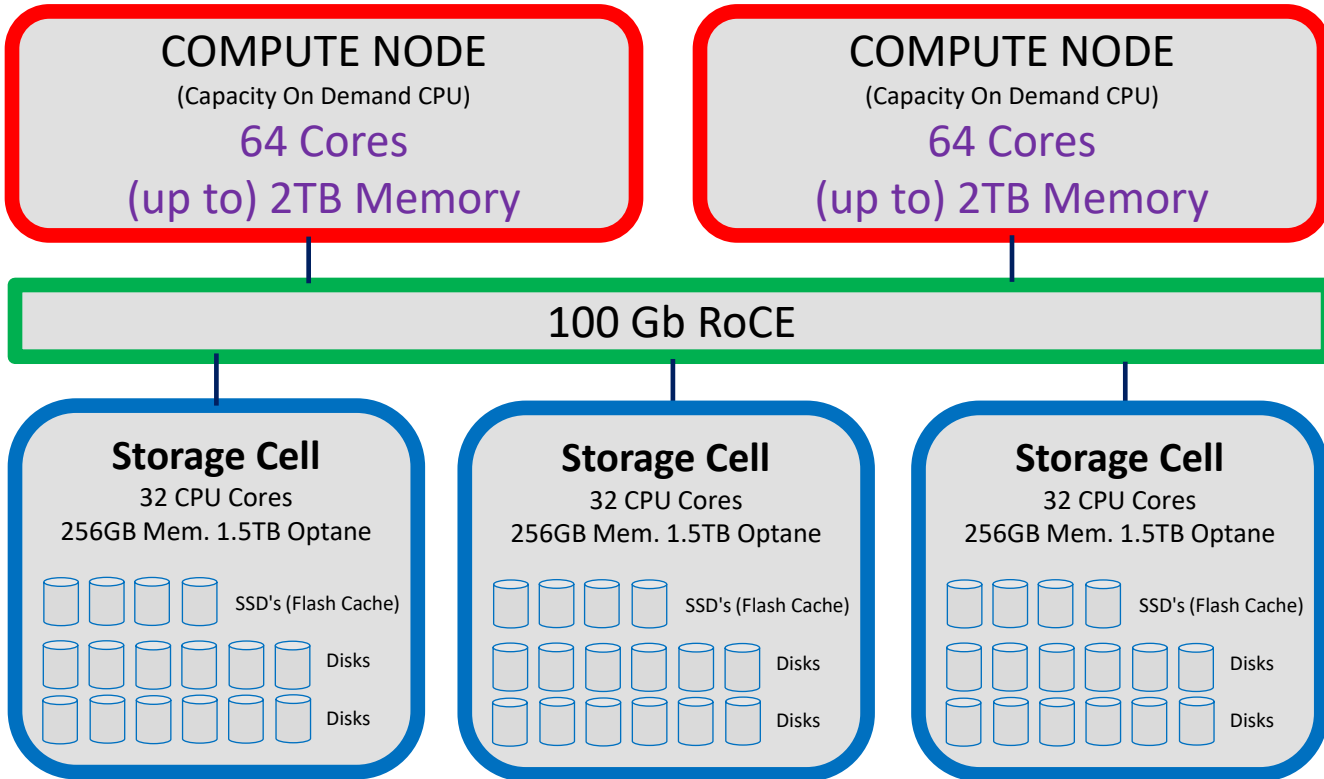 COMPUTE NODE
(Capacity On Demand CPU)
64 Cores
(up to) 2TB Memory
COMPUTE NODE
(Capacity On Demand CPU)
64 Cores
(up to) 2TB Memory
100 Gb RoCE
Storage Cell
32 CPU Cores
256GB Mem. 1.5TB Optane
SSD's (Flash Cache)
Disks
Disks
Storage Cell
32 CPU Cores
256GB Mem. 1.5TB Optane
SSD's (Flash Cache)
Disks
Disks
Storage Cell
32 CPU Cores
256GB Mem. 1.5TB Optane
SSD's (Flash Cache)
Disks
Disks